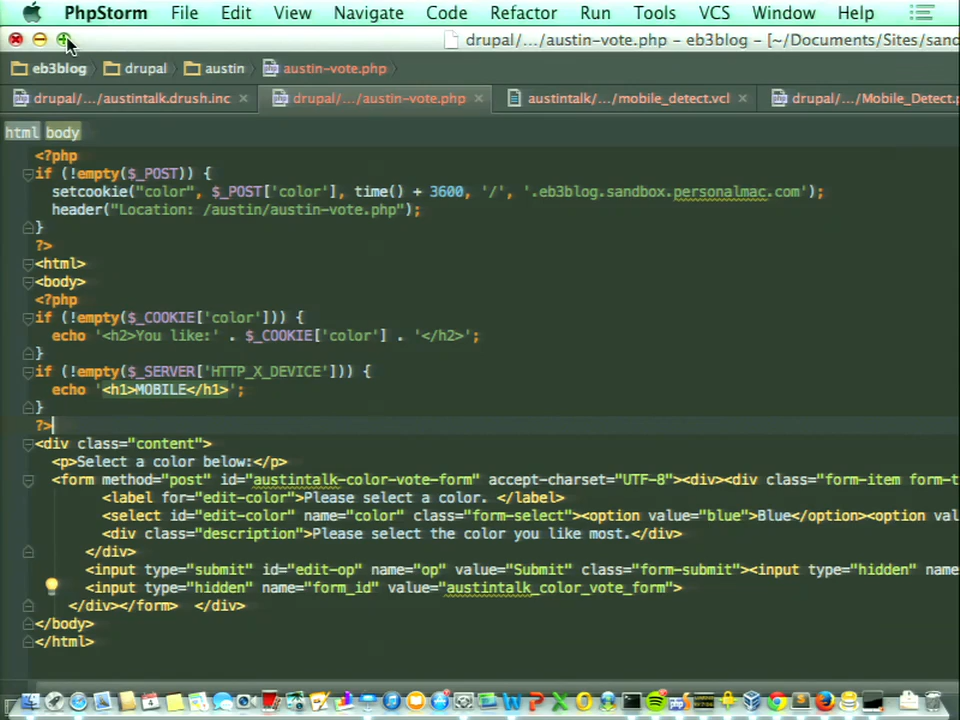 PhpStorm File Edit View Navigate Code Refactor Run Tools VCS Window Help
drupal/.../austin-vote.php – eb3blog – [~/Documents/Sites/sand
eb3blog drupal austin austin-vote.php
drupal/.../austintalk.drush.inc drupal/.../austin-vote.php austintalk/.../mobile_detect.vcl drupal/.../Mobile_Detect.p
html body
<?php
if (!empty($_POST)) {
setcookie("color", $_POST['color'], time() + 3600, '/', '.eb3blog.sandbox.personalmac.com');
header("Location: /austin/austin-vote.php");
}
?>
<html>
<body>
<?php
if (!empty($_COOKIE['color'])) {
echo '<h2>You like:' . $_COOKIE['color'] . '</h2>';
}
if (!empty($_SERVER['HTTP_X_DEVICE'])) {
echo '<h1>MOBILE</h1>';
}
?>
<div class="content">
<p>Select a color below:</p>
<form method="post" id="austintalk-color-vote-form" accept-charset="UTF-8"><div><div class="form-item form-t
<label for="edit-color">Please select a color. </label>
<select id="edit-color" name="color" class="form-select"><option value="blue">Blue</option><option val
<div class="description">Please select the color you like most.</div>
</div>
<input type="submit" id="edit-op" name="op" value="Submit" class="form-submit"><input type="hidden" name
<input type="hidden" name="form_id" value="austintalk_color_vote_form">
</div></form> </div>
</body>
</html>